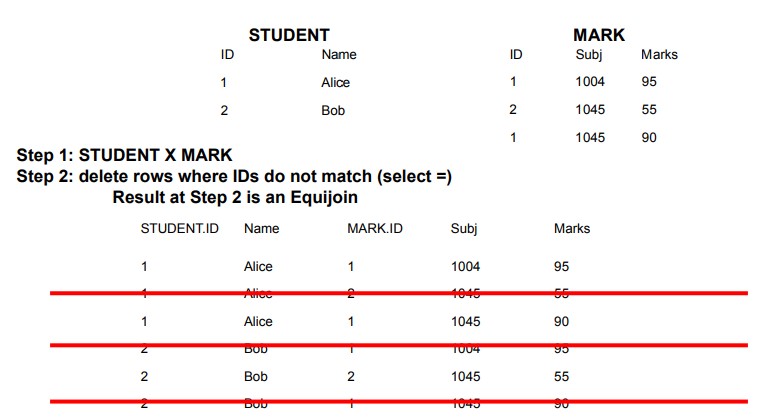 STUDENT MARK
ID Name ID Subj Marks
1 Alice 1 1004 95
2 Bob 2 1045 55
1 1045 90
Step 1: STUDENT X MARK
Step 2: delete rows where IDs do not match (select =)
Result at Step 2 is an Equijoin
STUDENT.ID Name MARK.ID Subj Marks
1 Alice 1 1004 95
1 Alice 2 1045 55
1 Alice 1 1045 90
2 Bob 1 1004 95
2 Bob 2 1045 55
2 Bob 1 1045 90